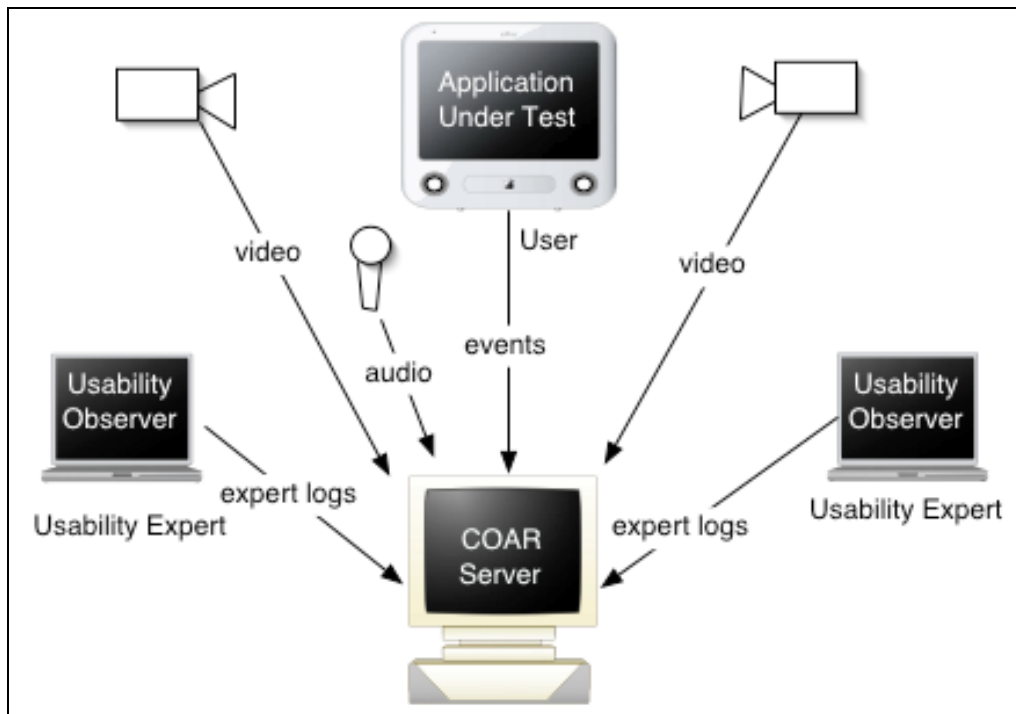 Application
Under Test
User
video
video
events
audio
Usability
Observer
Usability Expert
Usability
Observer
Usability Expert
expert logs
expert logs
COAR
Server